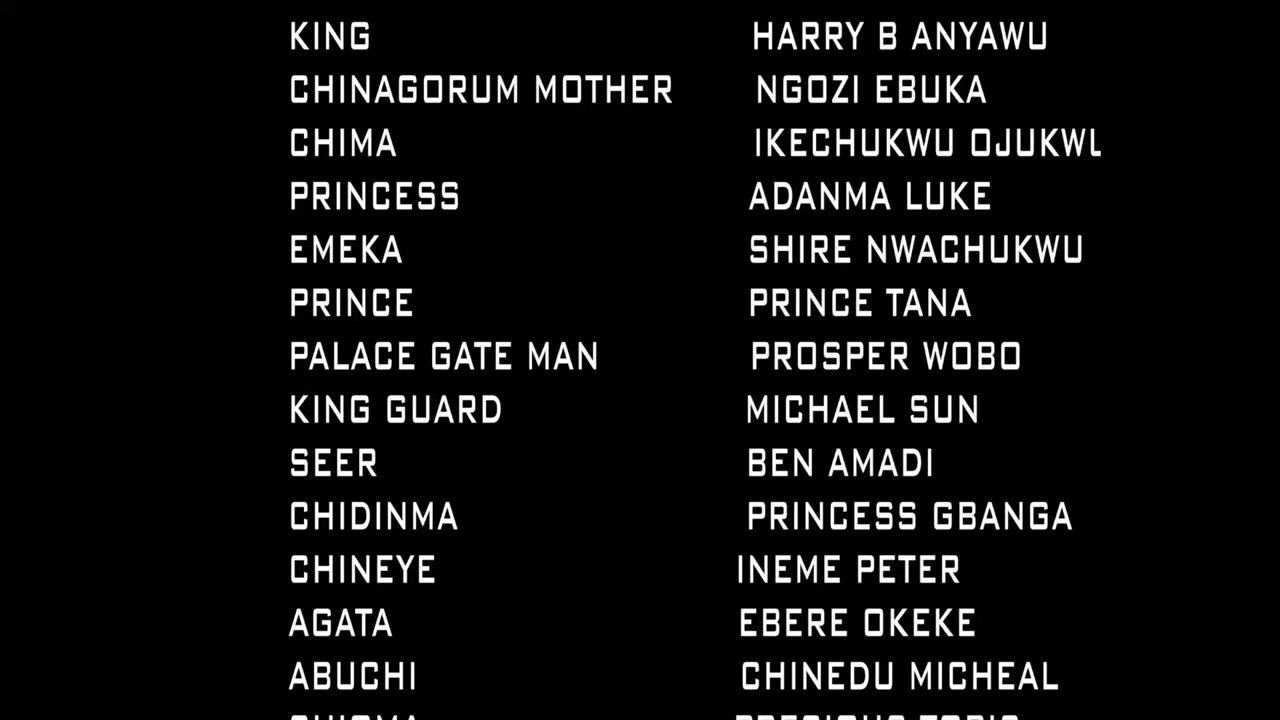 KING HARRY B ANYAWU
CHINAGORUM MOTHER NGOZI EBUKA
CHIMA IKECHUKWU OJUKWU
PRINCESS ADANMA LUKE
EMEKA SHIRE NWACHUKWU
PRINCE PRINCE TANA
PALACE GATE MAN PROSPER WOBO
KING GUARD MICHAEL SUN
SEER BEN AMADI
CHIDINMA PRINCESS GBANGA
CHINEYE INEME PETER
AGATA EBERE OKEKE
ABUCHI CHINEDU MICHEAL